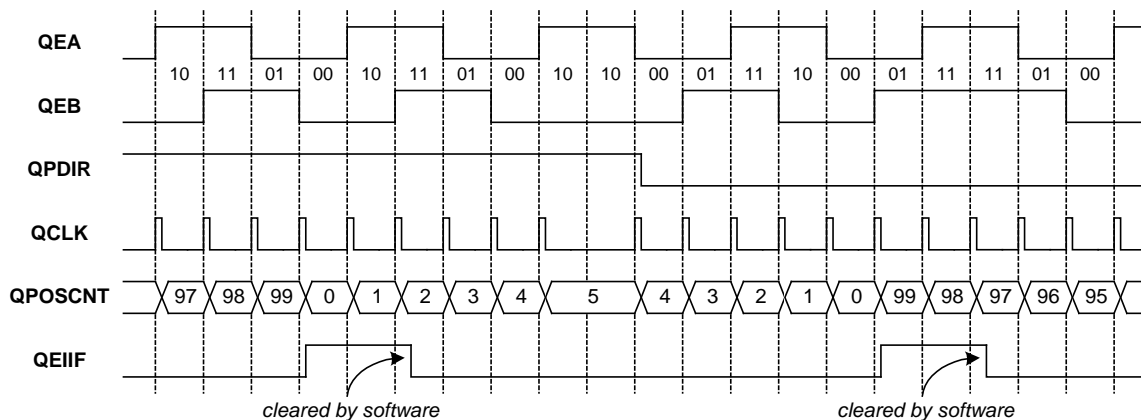 QEA
10 11 01 00 10 11 01 00 10 10 00 01 11 10 00 01 11 11 01 00
QEB
QPDIR
QCLK
QPOSCNT 97 98 99 0 1 2 3 4 5 4 3 2 1 0 99 98 97 96 95
QEIIF
cleared by software cleared by software